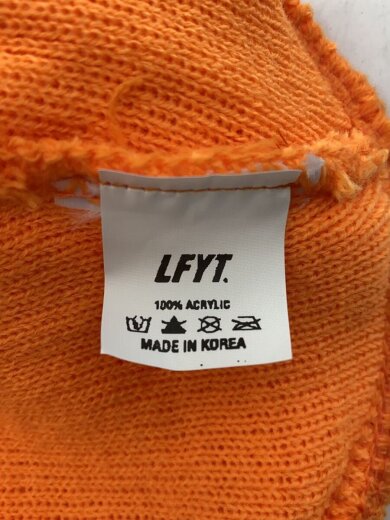 LFYT.
100% ACRYLIC
MADE IN KOREA